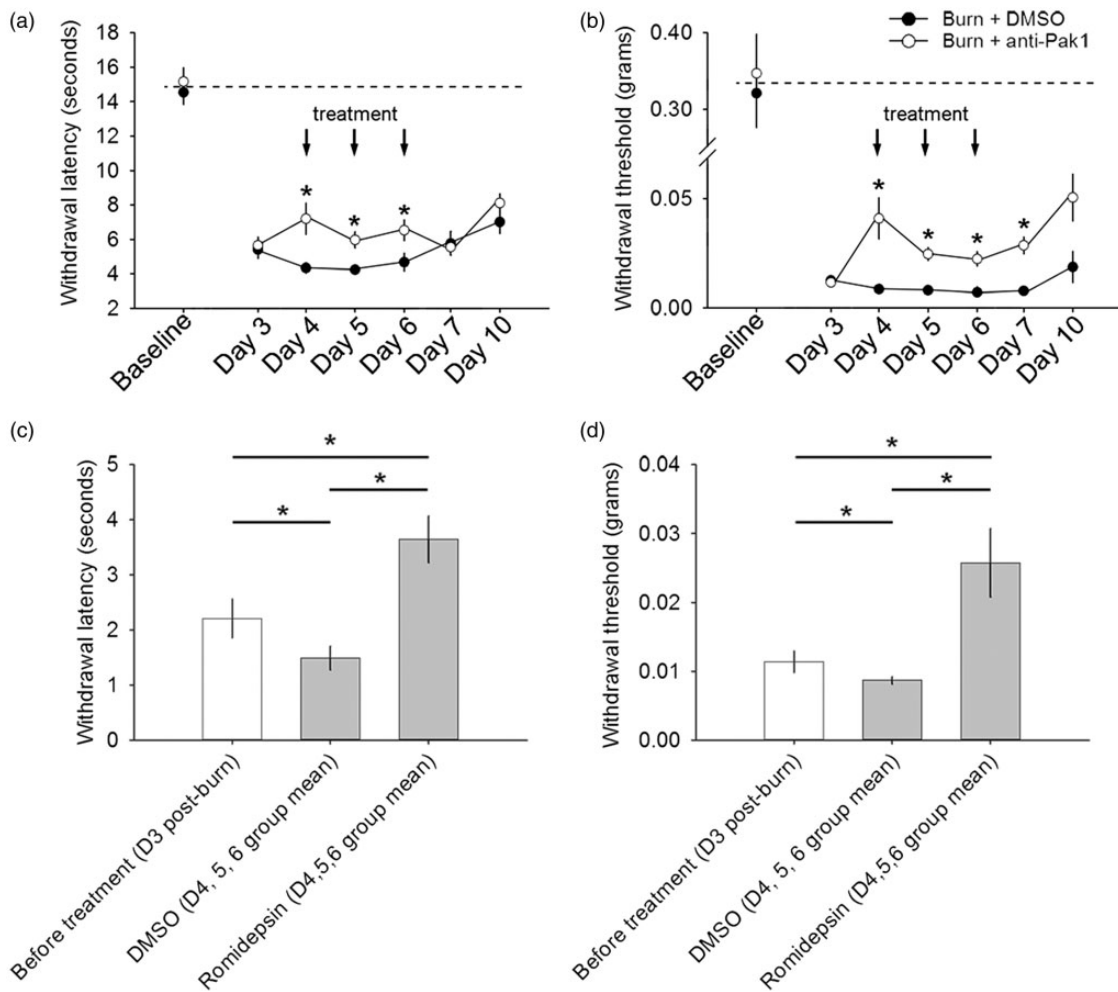 (a)
Withdrawal latency (seconds)
18
16
14
12
10
8
6
4
2
treatment
*
*
*
Baseline
Day 3
Day 4
Day 5
Day 6
Day 7
Day 10
(b)
Burn + DMSO
Burn + anti-Pak1
Withdrawal threshold (grams)
0.40
0.30
0.05
0.00
treatment
*
*
*
*
Baseline
Day 3
Day 4
Day 5
Day 6
Day 7
Day 10
(c)
Withdrawal latency (seconds)
5
4
3
2
1
0
*
*
*
Before treatment (D3 post-burn)
DMSO (D4, 5, 6 group mean)
Romidepsin (D4,5,6 group mean)
(d)
Withdrawal threshold (grams)
0.04
0.03
0.02
0.01
0.00
*
*
*
Before treatment (D3 post-burn)
DMSO (D4, 5, 6 group mean)
Romidepsin (D4,5,6 group mean)